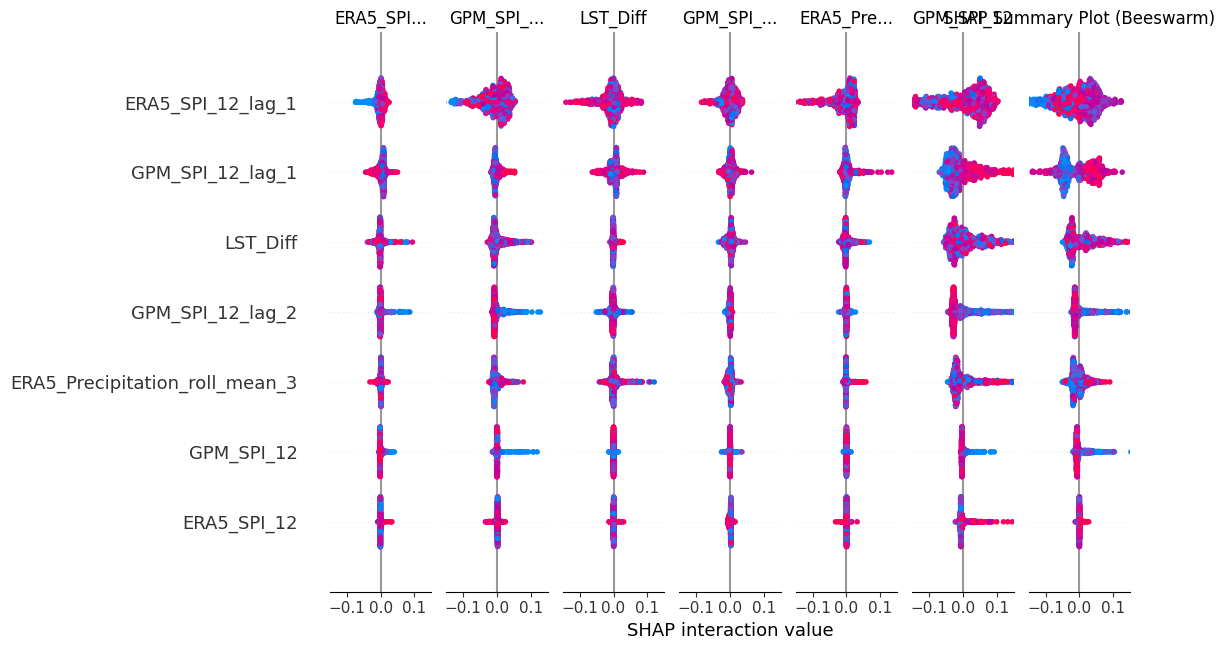 ERA5_SPI... GPM_SPI_... LST_Diff GPM_SPI_... ERA5_Pre... GPM_SPI_12 SHAP Summary Plot (Beeswarm)
ERA5_SPI_12_lag_1
GPM_SPI_12_lag_1
LST_Diff
GPM_SPI_12_lag_2
ERA5_Precipitation_roll_mean_3
GPM_SPI_12
ERA5_SPI_12
−0.1 0.0 0.1 −0.1 0.0 0.1 −0.1 0.0 0.1 −0.1 0.0 0.1 −0.1 0.0 0.1 −0.1 0.0 0.1 −0.1 0.0 0.1
SHAP interaction value